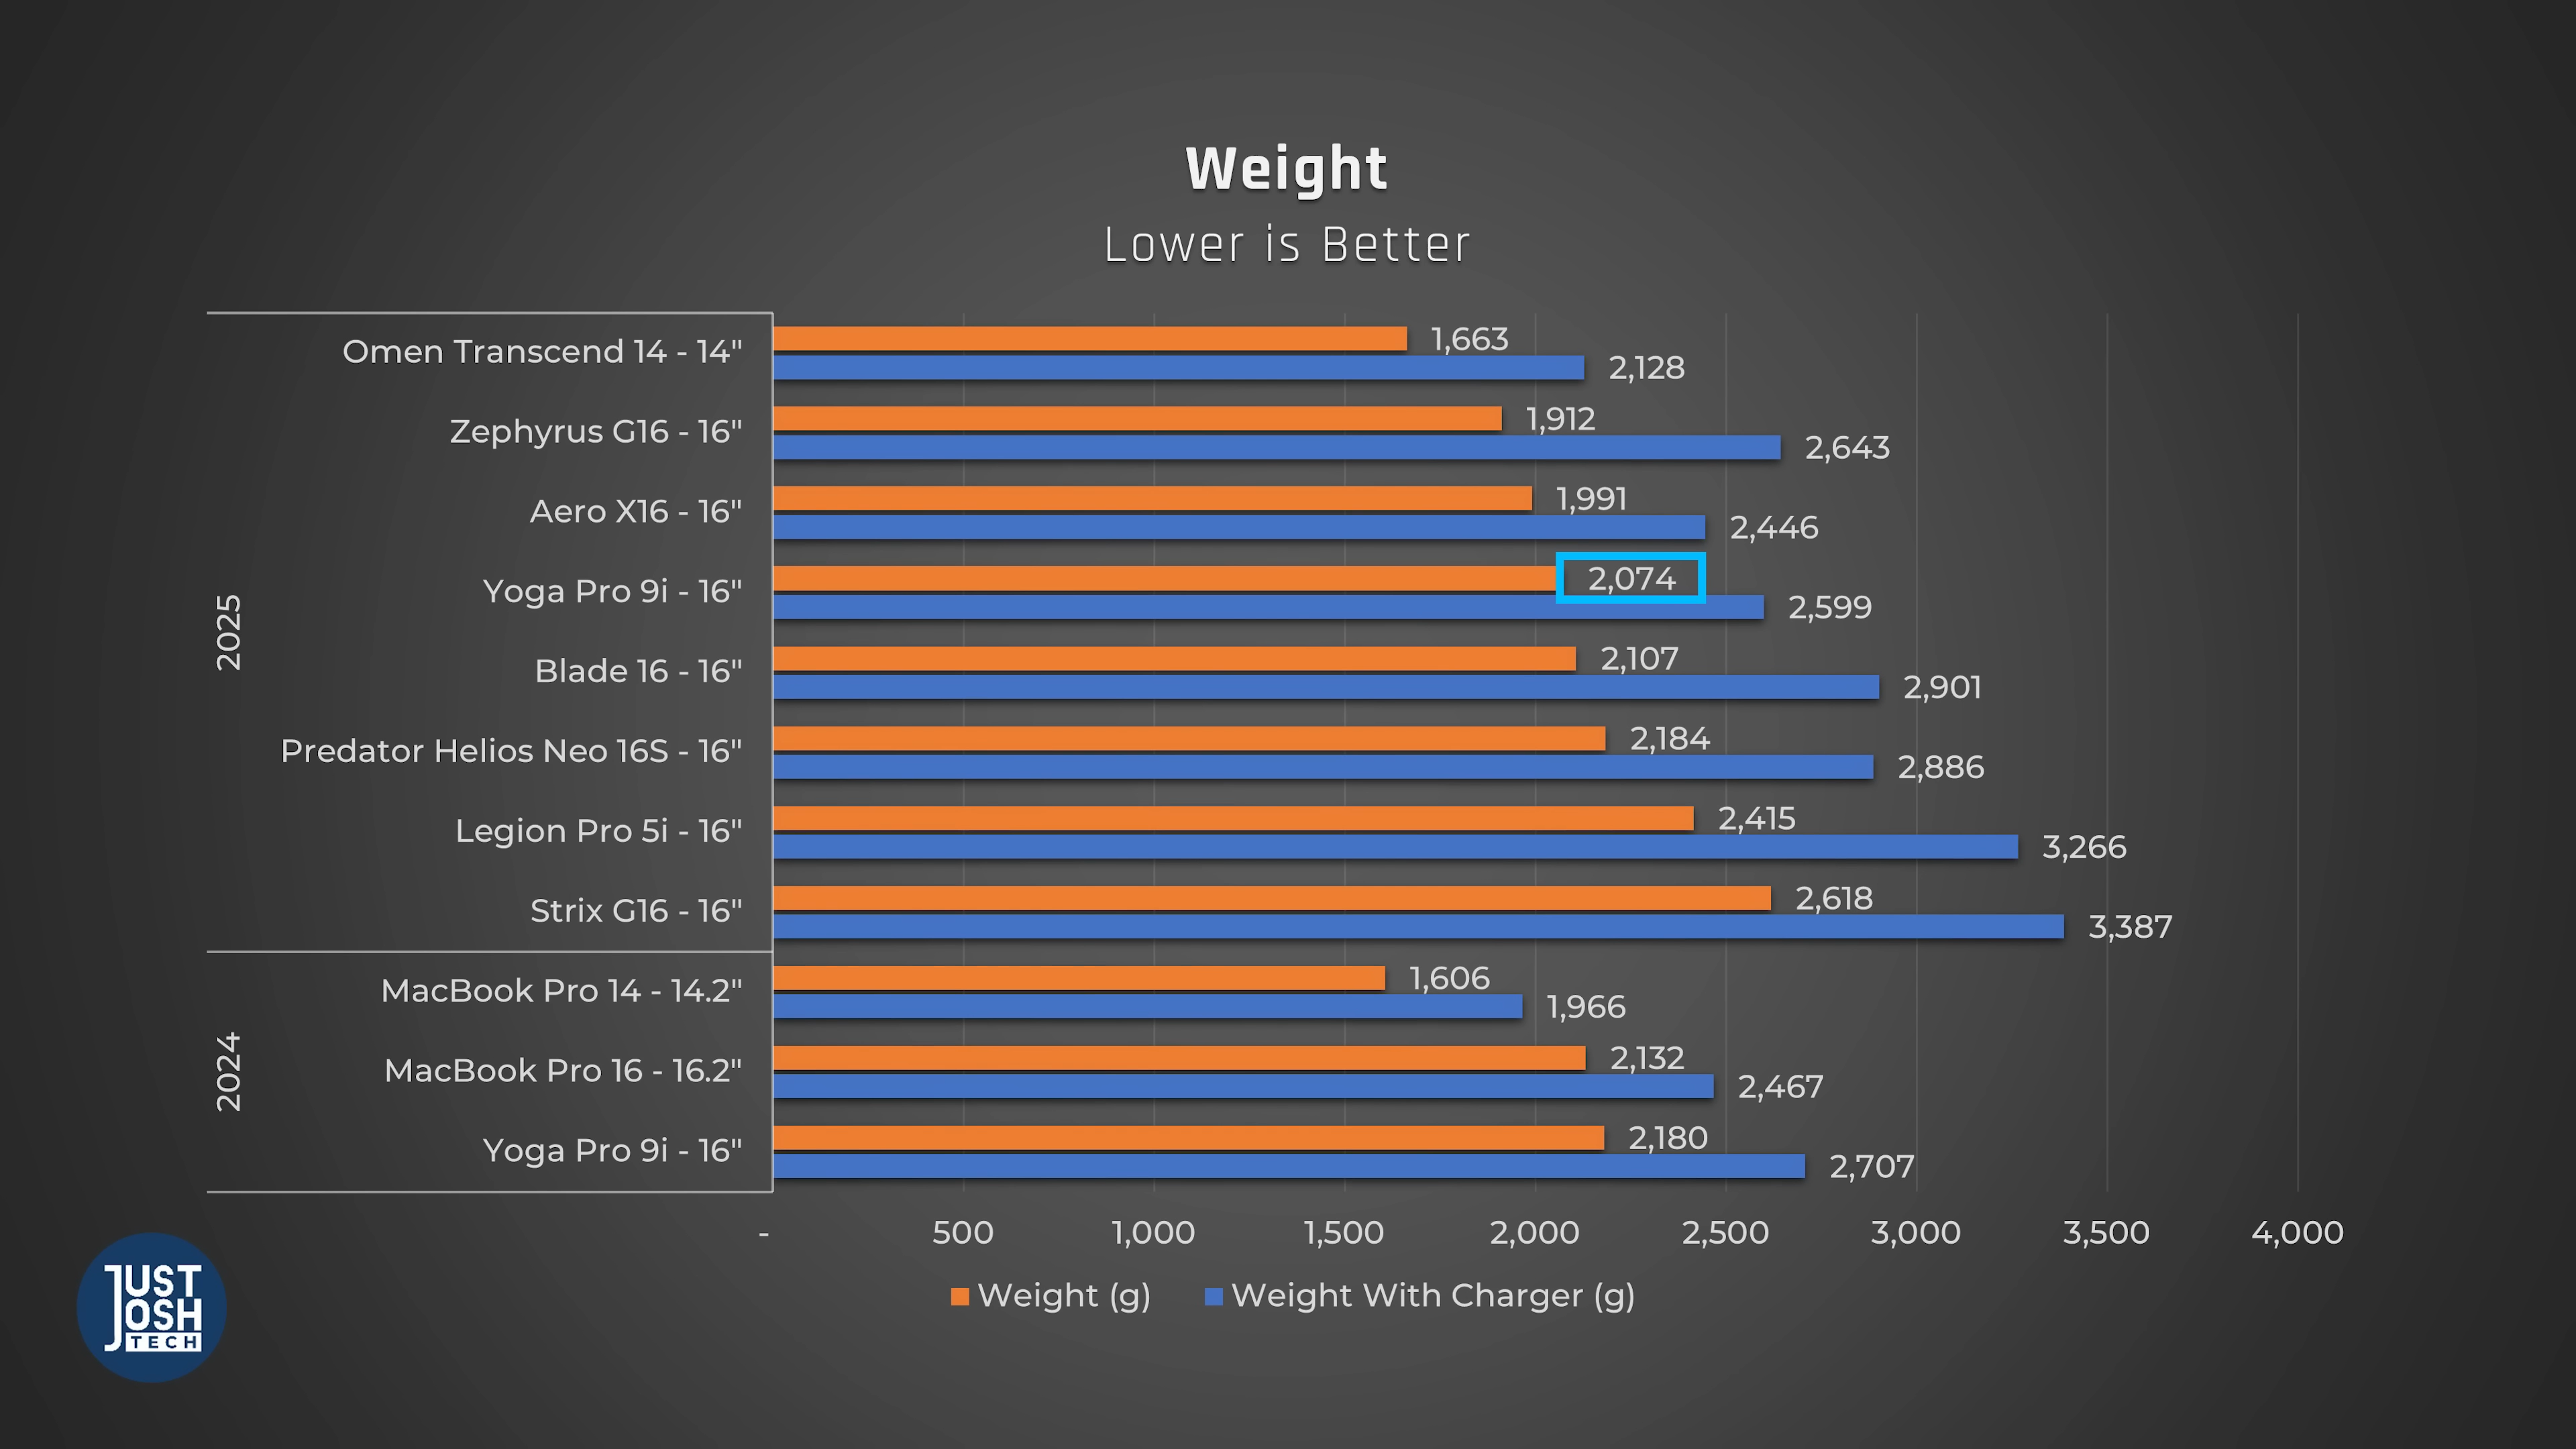 Weight
Lower is Better
2025
Omen Transcend 14 - 14" 1,663 2,128
Zephyrus G16 - 16" 1,912 2,643
Aero X16 - 16" 1,991 2,446
Yoga Pro 9i - 16" 2,074 2,599
Blade 16 - 16" 2,107 2,901
Predator Helios Neo 16S - 16" 2,184 2,886
Legion Pro 5i - 16" 2,415 3,266
Strix G16 - 16" 2,618 3,387
2024
MacBook Pro 14 - 14.2" 1,606 1,966
MacBook Pro 16 - 16.2" 2,132 2,467
Yoga Pro 9i - 16" 2,180 2,707
- 500 1,000 1,500 2,000 2,500 3,000 3,500 4,000
Weight (g) Weight With Charger (g)
JUST
JOSH
TECH